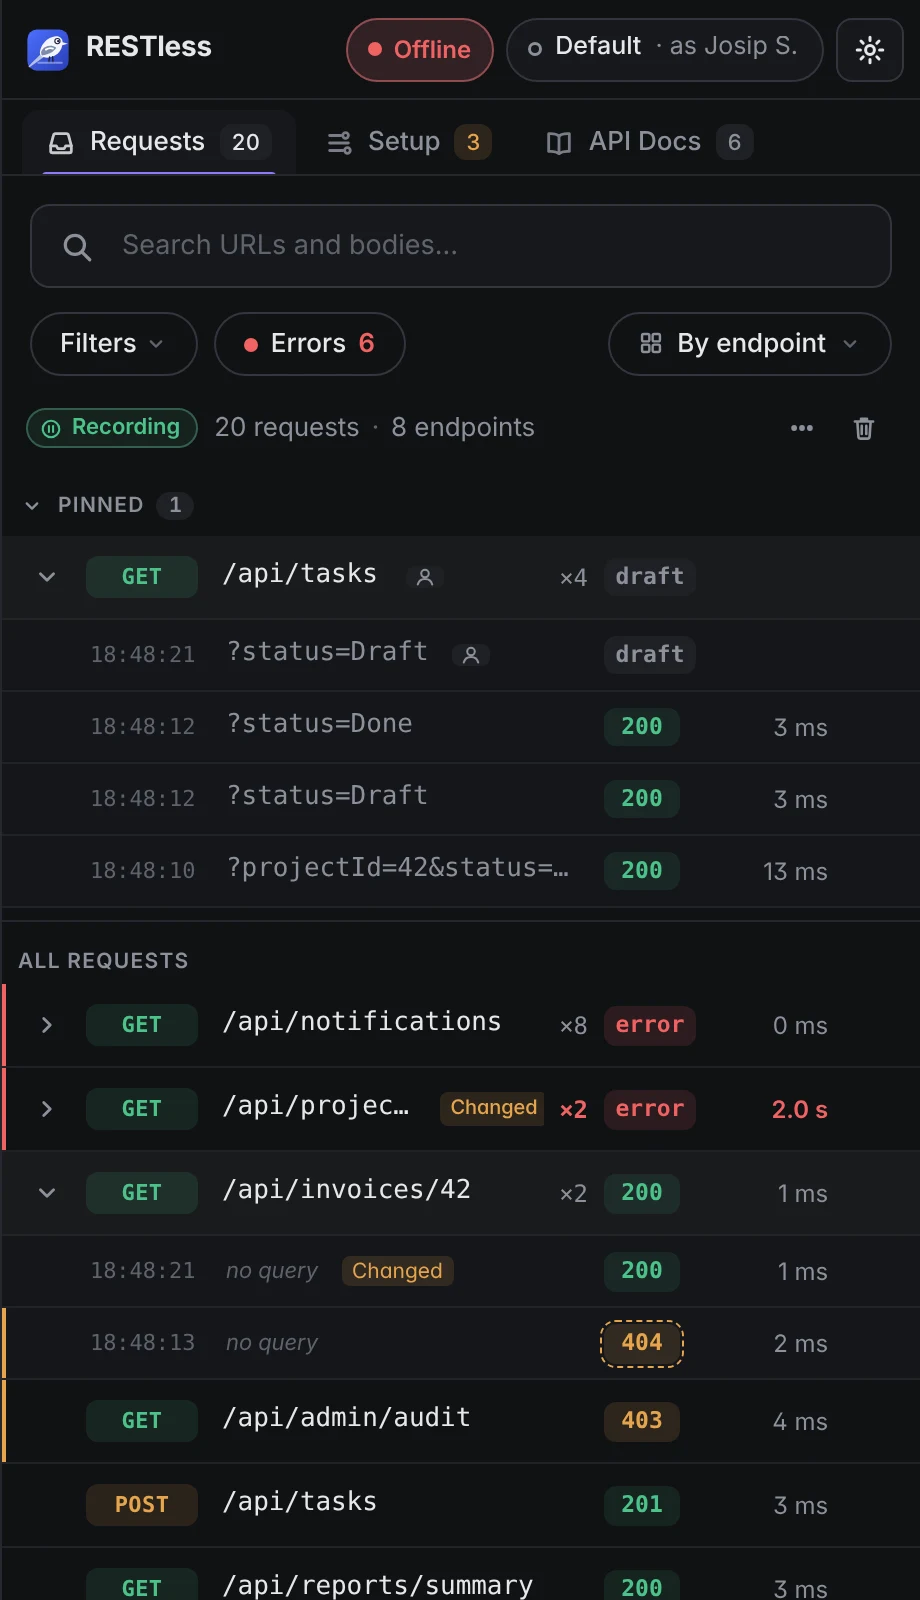 RESTless Offline Default · as Josip S.
Requests 20 Setup 3 API Docs 6
Search URLs and bodies...
Filters Errors 6 By endpoint
Recording 20 requests · 8 endpoints
PINNED 1
GET /api/tasks ×4 draft
18:48:21 ?status=Draft draft
18:48:12 ?status=Done 200 3 ms
18:48:12 ?status=Draft 200 3 ms
18:48:10 ?projectId=42&status=… 200 13 ms
ALL REQUESTS
GET /api/notifications ×8 error 0 ms
GET /api/projec… Changed ×2 error 2.0 s
GET /api/invoices/42 ×2 200 1 ms
18:48:21 no query Changed 200 1 ms
18:48:13 no query 404 2 ms
GET /api/admin/audit 403 4 ms
POST /api/tasks 201 3 ms
GET /api/reports/summary 200 3 ms